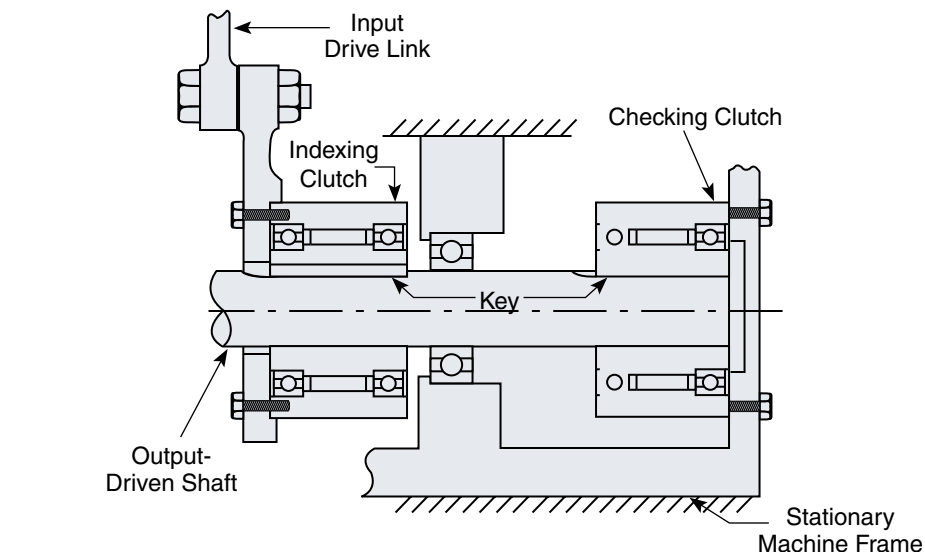 Input
Drive Link
Checking Clutch
Indexing
Clutch
Key
Output-
Driven Shaft
Stationary
Machine Frame